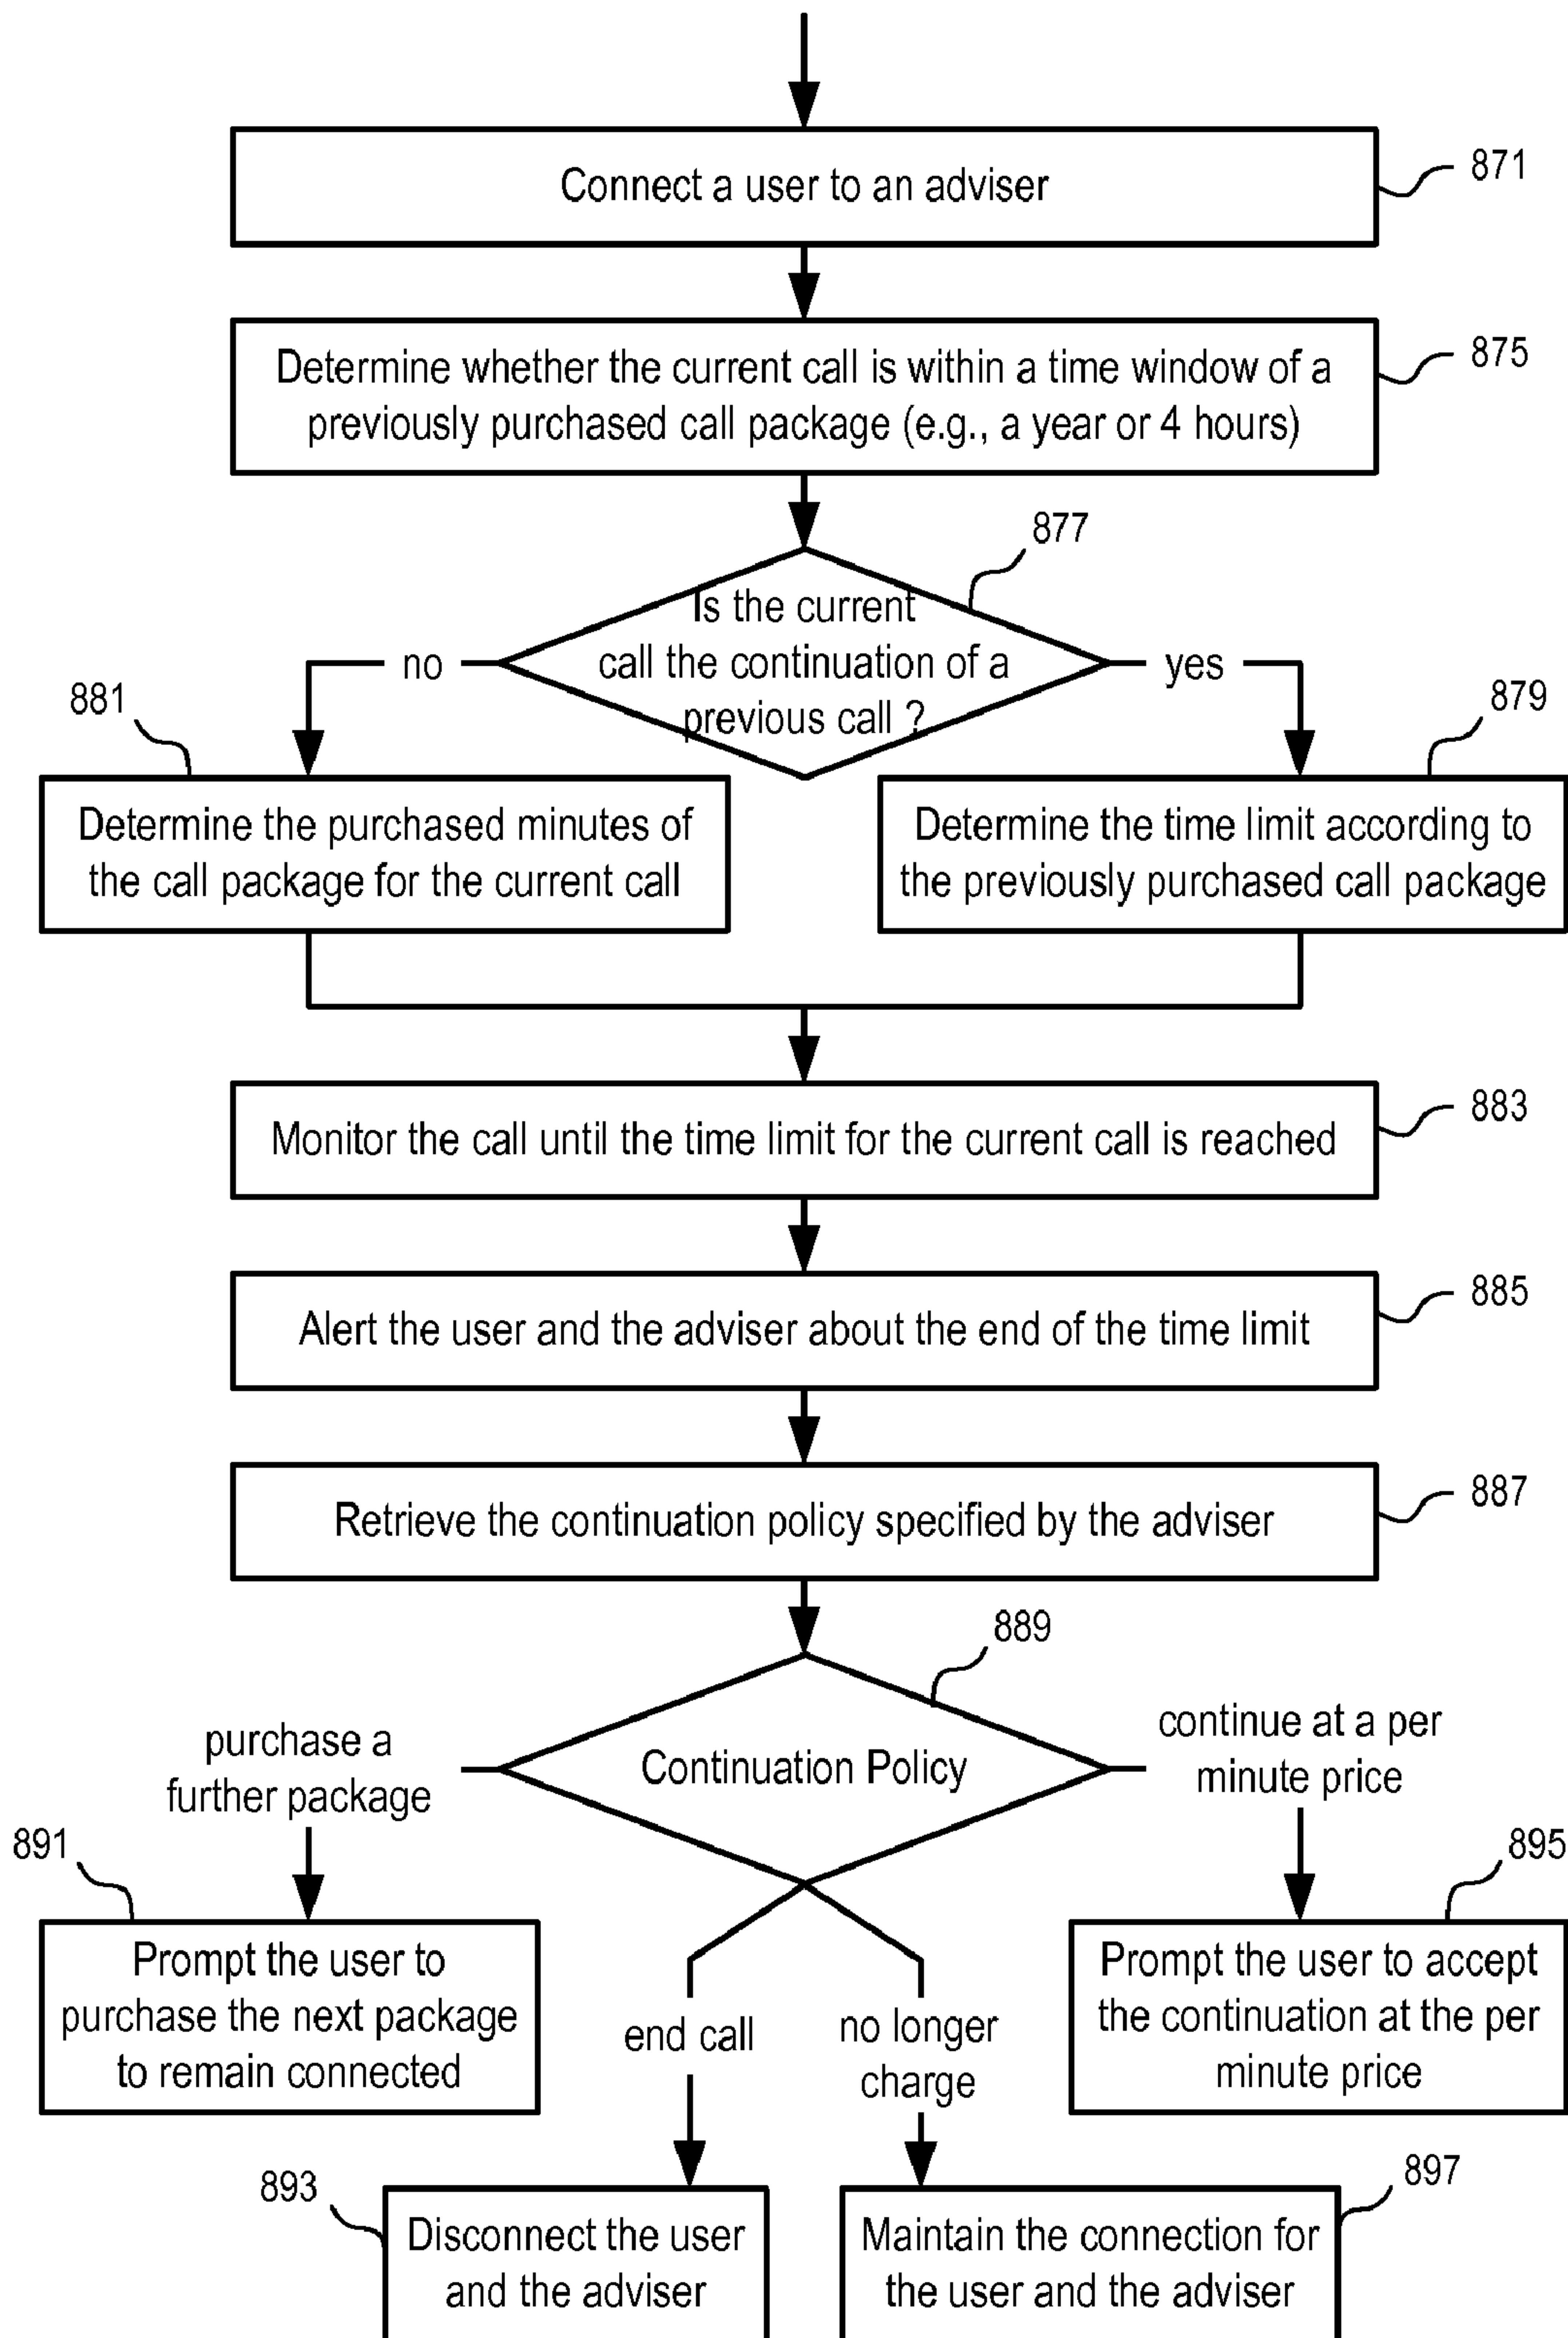 Connect a user to an adviser
871
Determine whether the current call is within a time window of a
previously purchased call package (e.g., a year or 4 hours)
875
877
Is the current
call the continuation of a
previous call ?
no
yes
881
879
Determine the purchased minutes of
the call package for the current call
Determine the time limit according to
the previously purchased call package
Monitor the call until the time limit for the current call is reached
883
Alert the user and the adviser about the end of the time limit
885
Retrieve the continuation policy specified by the adviser
887
889
Continuation Policy
purchase a
further package
continue at a per
minute price
891
895
Prompt the user to
purchase the next package
to remain connected
Prompt the user to accept
the continuation at the per
minute price
end call
no longer
charge
893
897
Disconnect the user
and the adviser
Maintain the connection for
the user and the adviser